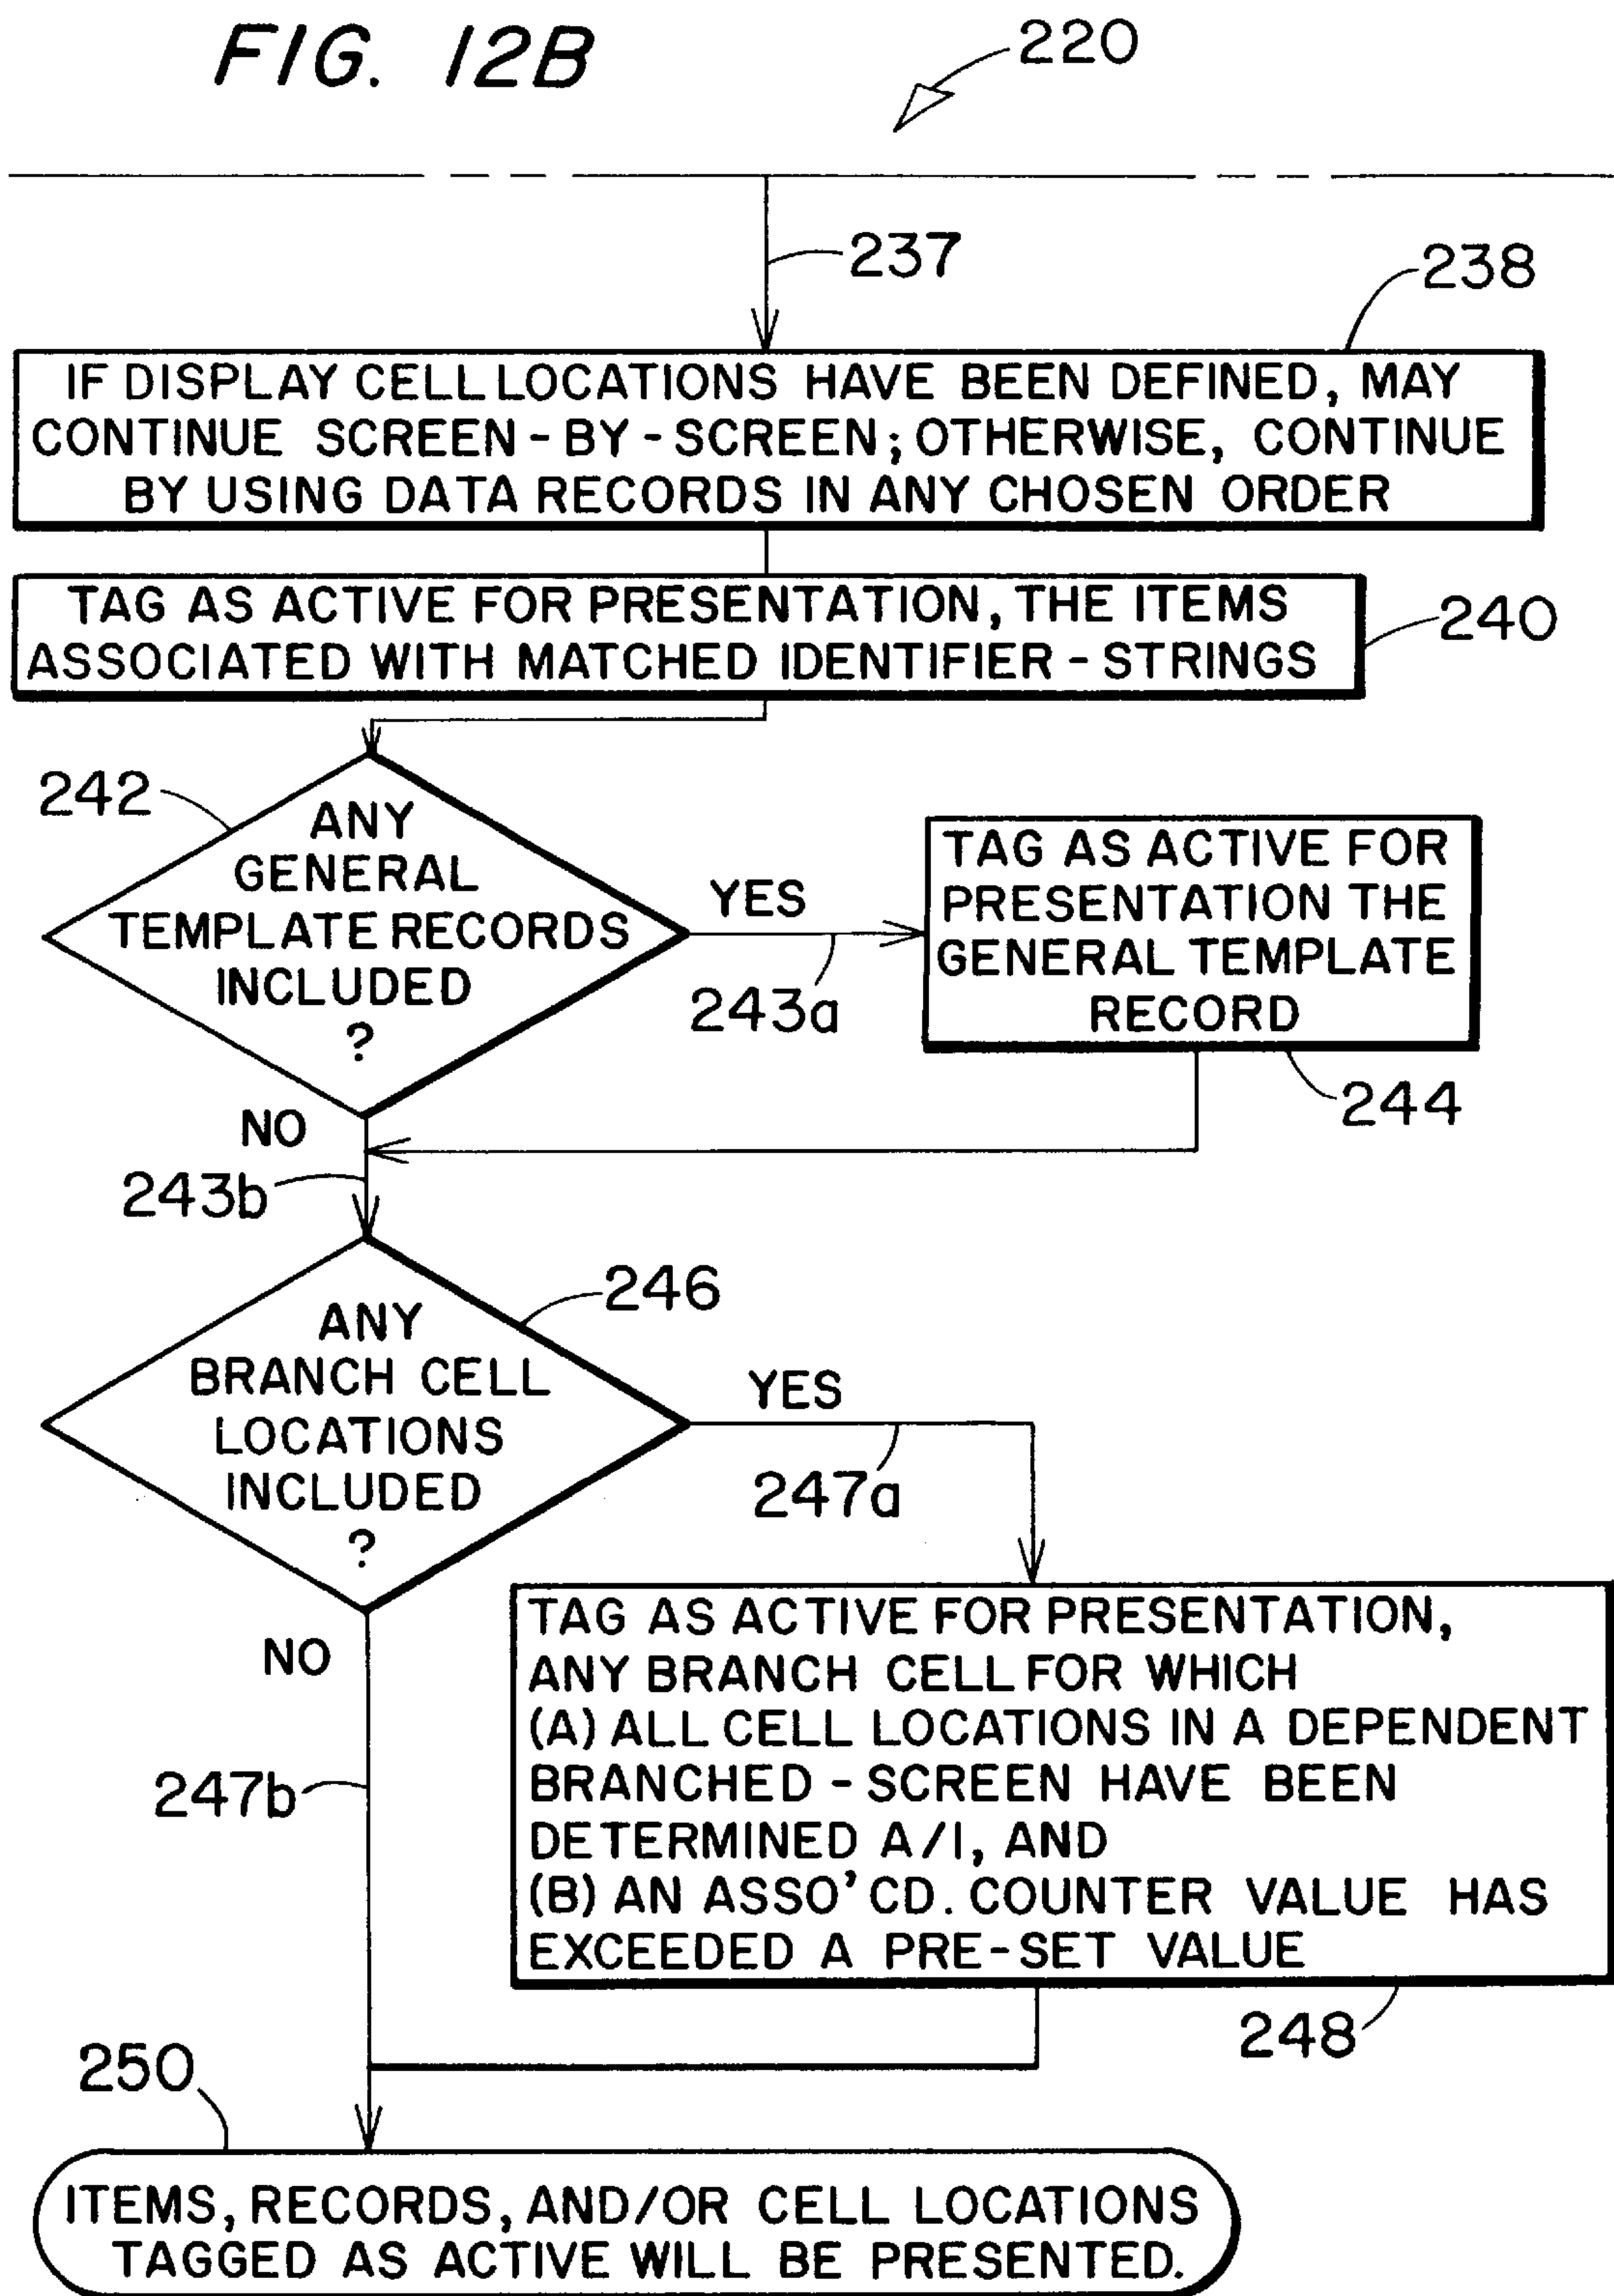 FIG. 12B
220
237
238
IF DISPLAY CELL LOCATIONS HAVE BEEN DEFINED, MAY
CONTINUE SCREEN-BY-SCREEN; OTHERWISE, CONTINUE
BY USING DATA RECORDS IN ANY CHOSEN ORDER
TAG AS ACTIVE FOR PRESENTATION, THE ITEMS
ASSOCIATED WITH MATCHED IDENTIFIER-STRINGS
240
242
ANY
GENERAL
TEMPLATE RECORDS
INCLUDED
?
YES
243a
TAG AS ACTIVE FOR
PRESENTATION THE
GENERAL TEMPLATE
RECORD
244
NO
243b
246
ANY
BRANCH CELL
LOCATIONS
INCLUDED
?
YES
247a
NO
247b
TAG AS ACTIVE FOR PRESENTATION,
ANY BRANCH CELL FOR WHICH
(A) ALL CELL LOCATIONS IN A DEPENDENT
BRANCHED-SCREEN HAVE BEEN
DETERMINED A/I, AND
(B) AN ASSO'CD. COUNTER VALUE HAS
EXCEEDED A PRE-SET VALUE
248
250
ITEMS, RECORDS, AND/OR CELL LOCATIONS
TAGGED AS ACTIVE WILL BE PRESENTED.